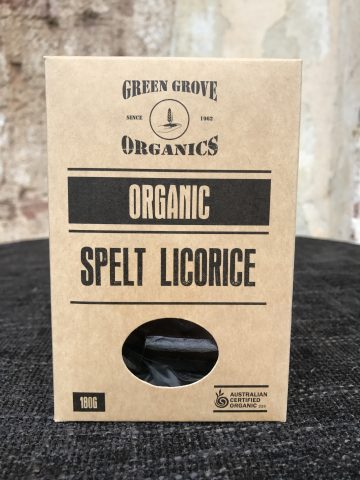 GREEN GROVE
SINCE 1962
ORGANICS
ORGANIC
SPELT LICORICE
180G
AUSTRALIAN
CERTIFIED
ORGANIC